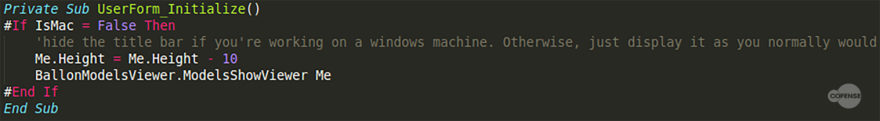 Private Sub UserForm_Initialize()
#If IsMac = False Then
    'hide the title bar if you're working on a windows machine. Otherwise, just display it as you normally would
    Me.Height = Me.Height - 10
    BallonModelsViewer.ModelsShowViewer Me
#End If
End Sub
COFENSE